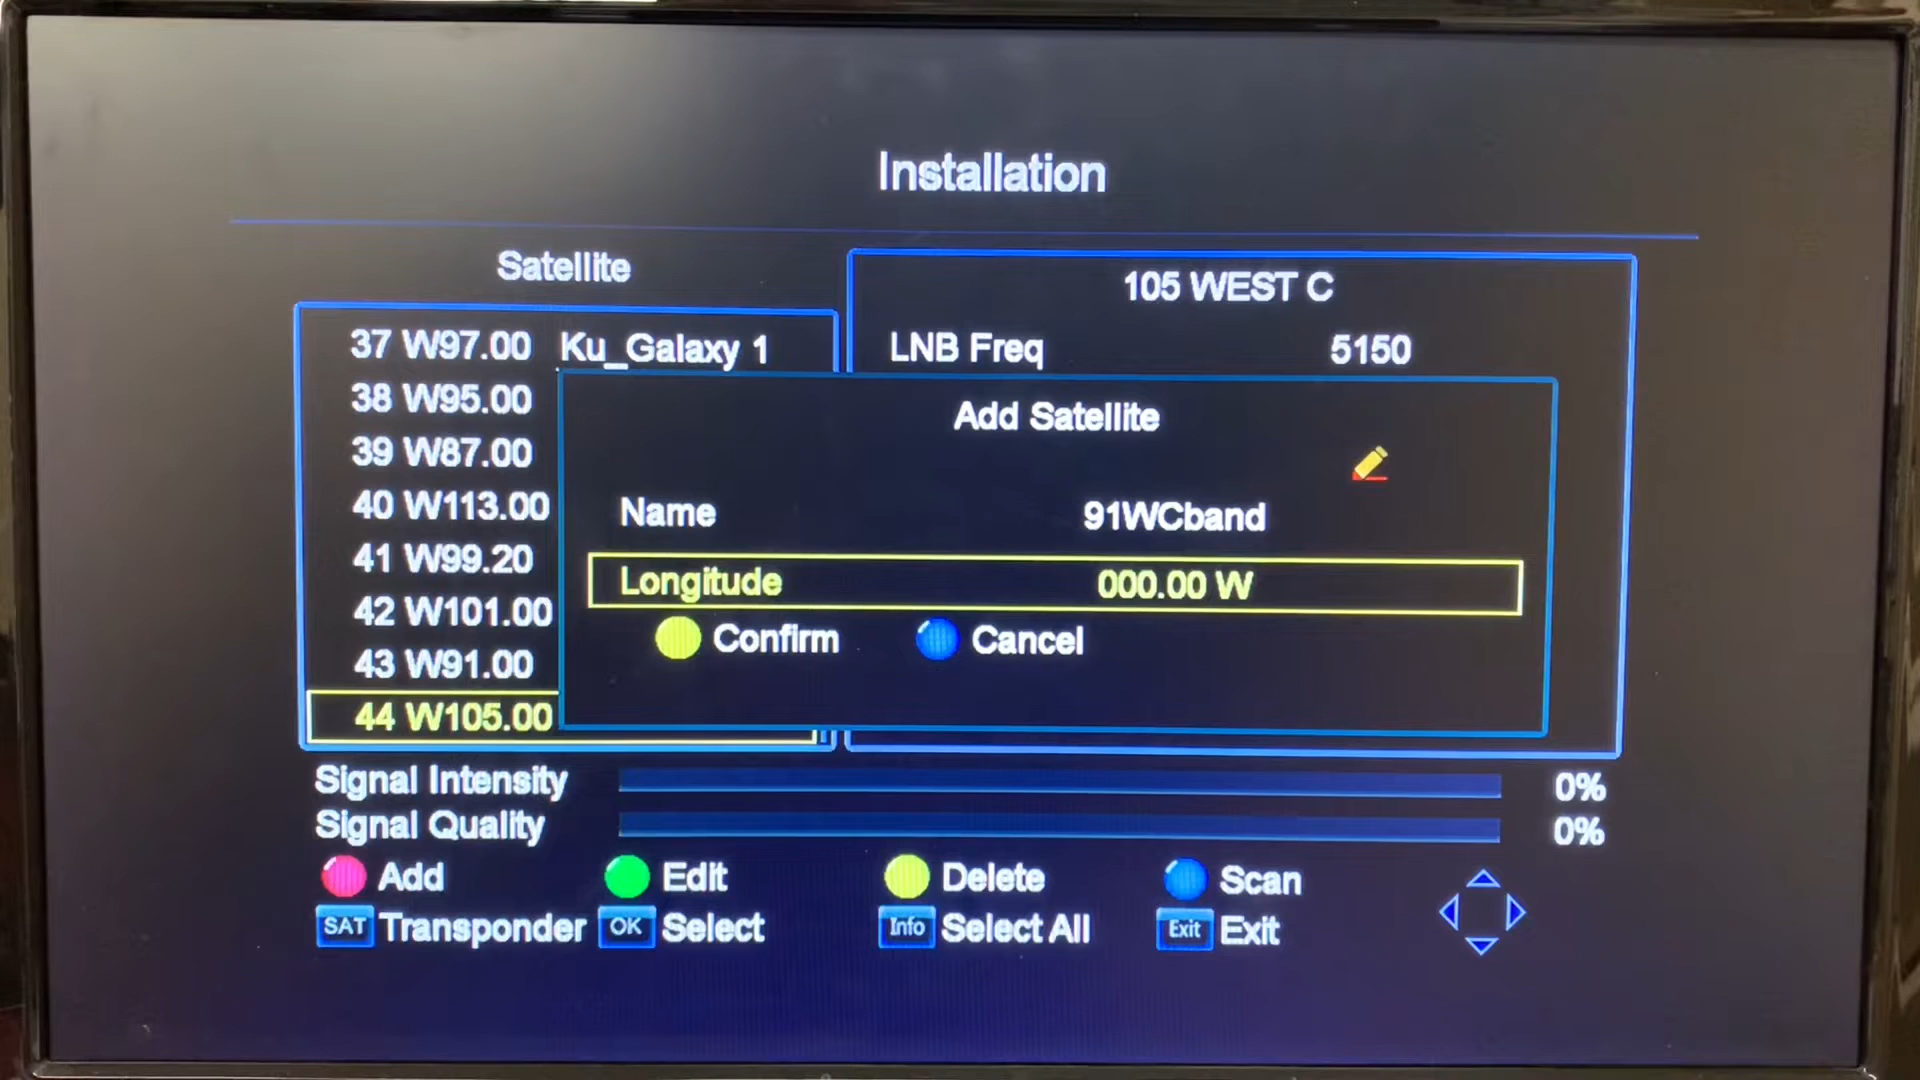 Installation
Satellite
37 W97.00 Ku_Galaxy 1
38 W95.00
39 W87.00
40 W113.00
41 W99.20
42 W101.00
43 W91.00
44 W105.00
105 WEST C
LNB Freq 5150
Add Satellite
Name 91WCband
Longitude 000.00 W
Confirm Cancel
Signal Intensity 0%
Signal Quality 0%
Add Edit Delete Scan
SAT Transponder OK Select Info Select All Exit Exit